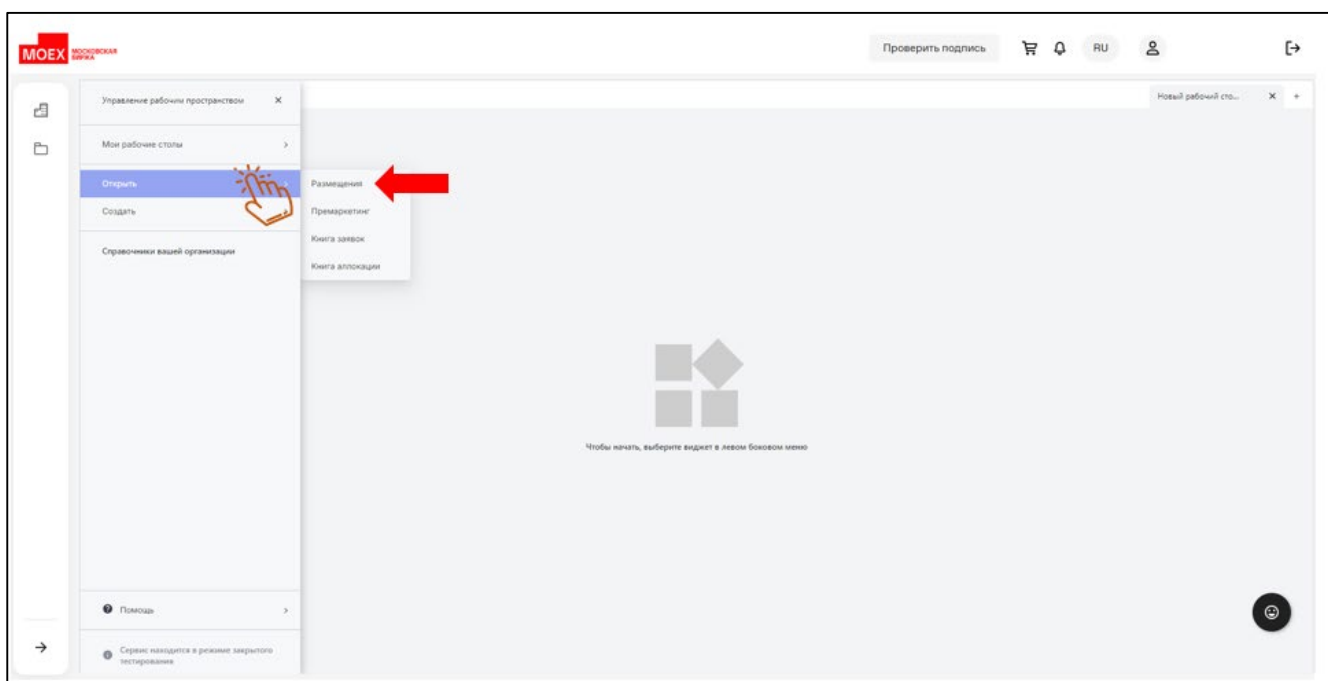 MOEX МОСКОВСКАЯ
БИРЖА
Проверить подпись
RU
Управление рабочим пространством
Новый рабочий сто...
Мои рабочие столы
Открыть
Размещения
Создать
Премаркетинг
Книга заявок
Справочники вашей организации
Книга аллокации
Чтобы начать, выберите виджет в левом боковом меню
Помощь
Сервис находится в режиме закрытого
тестирования